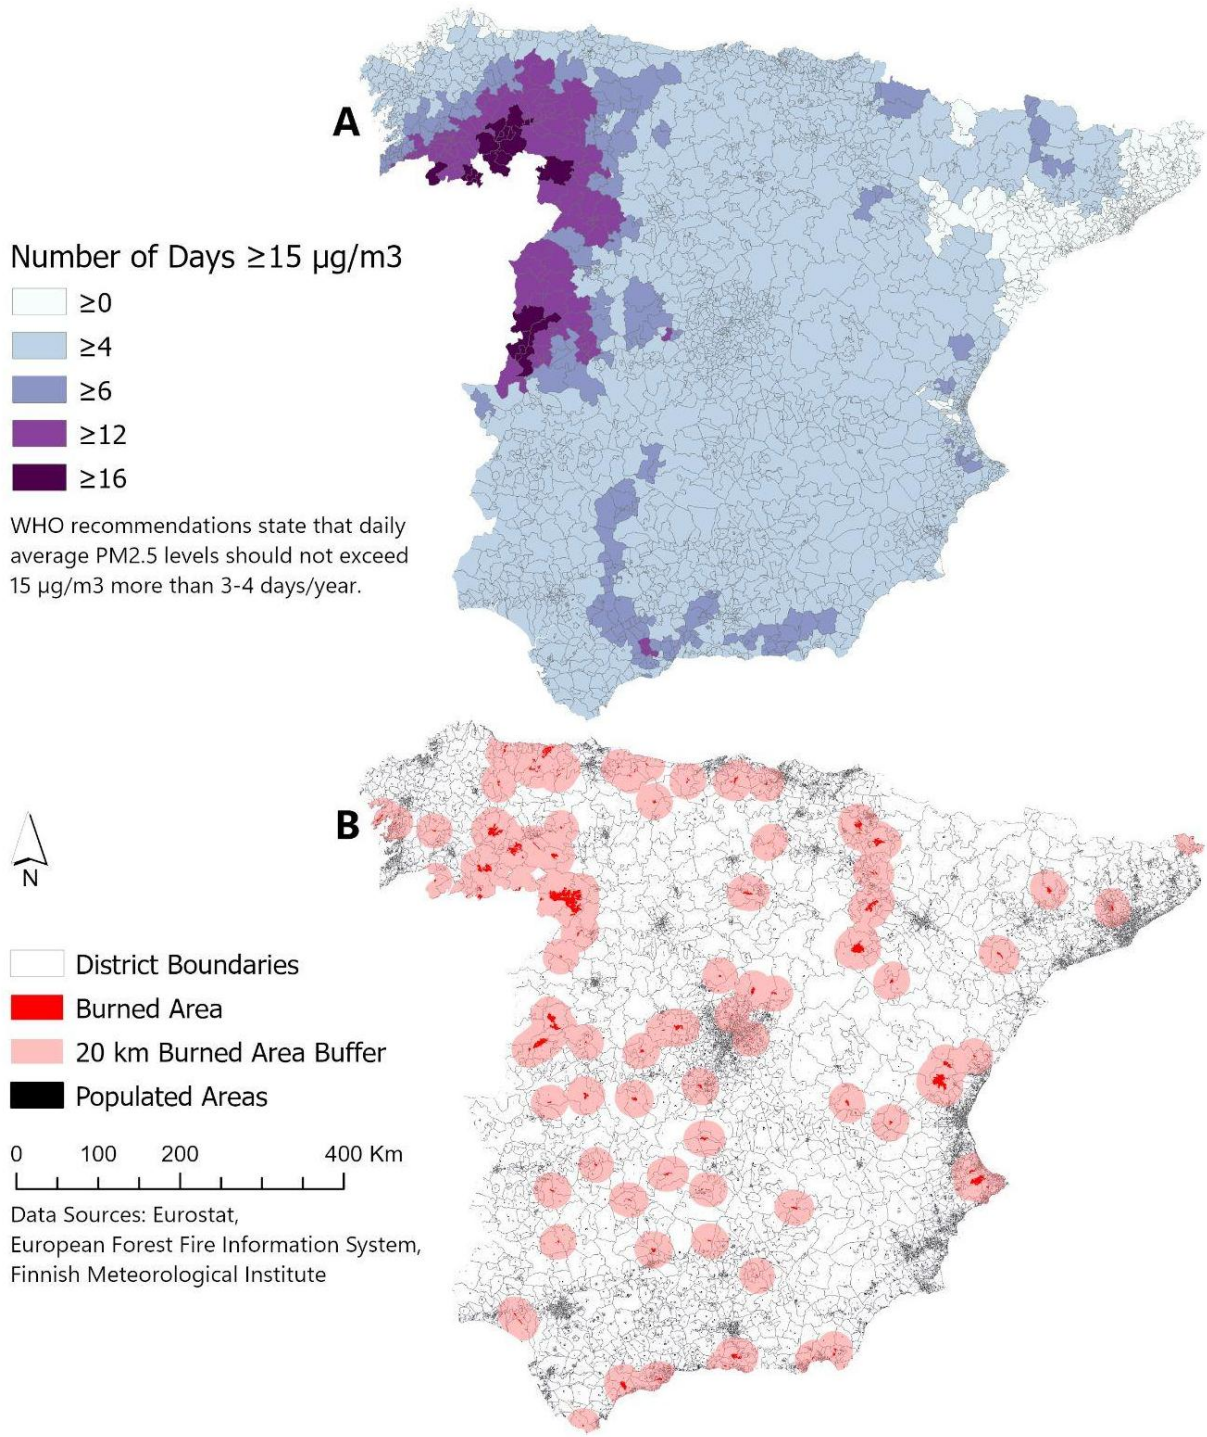 A
Number of Days ≥15 µg/m3
≥0
≥4
≥6
≥12
≥16
WHO recommendations state that daily
average PM2.5 levels should not exceed
15 µg/m3 more than 3-4 days/year.
B
N
District Boundaries
Burned Area
20 km Burned Area Buffer
Populated Areas
0 100 200 400 Km
Data Sources: Eurostat,
European Forest Fire Information System,
Finnish Meteorological Institute